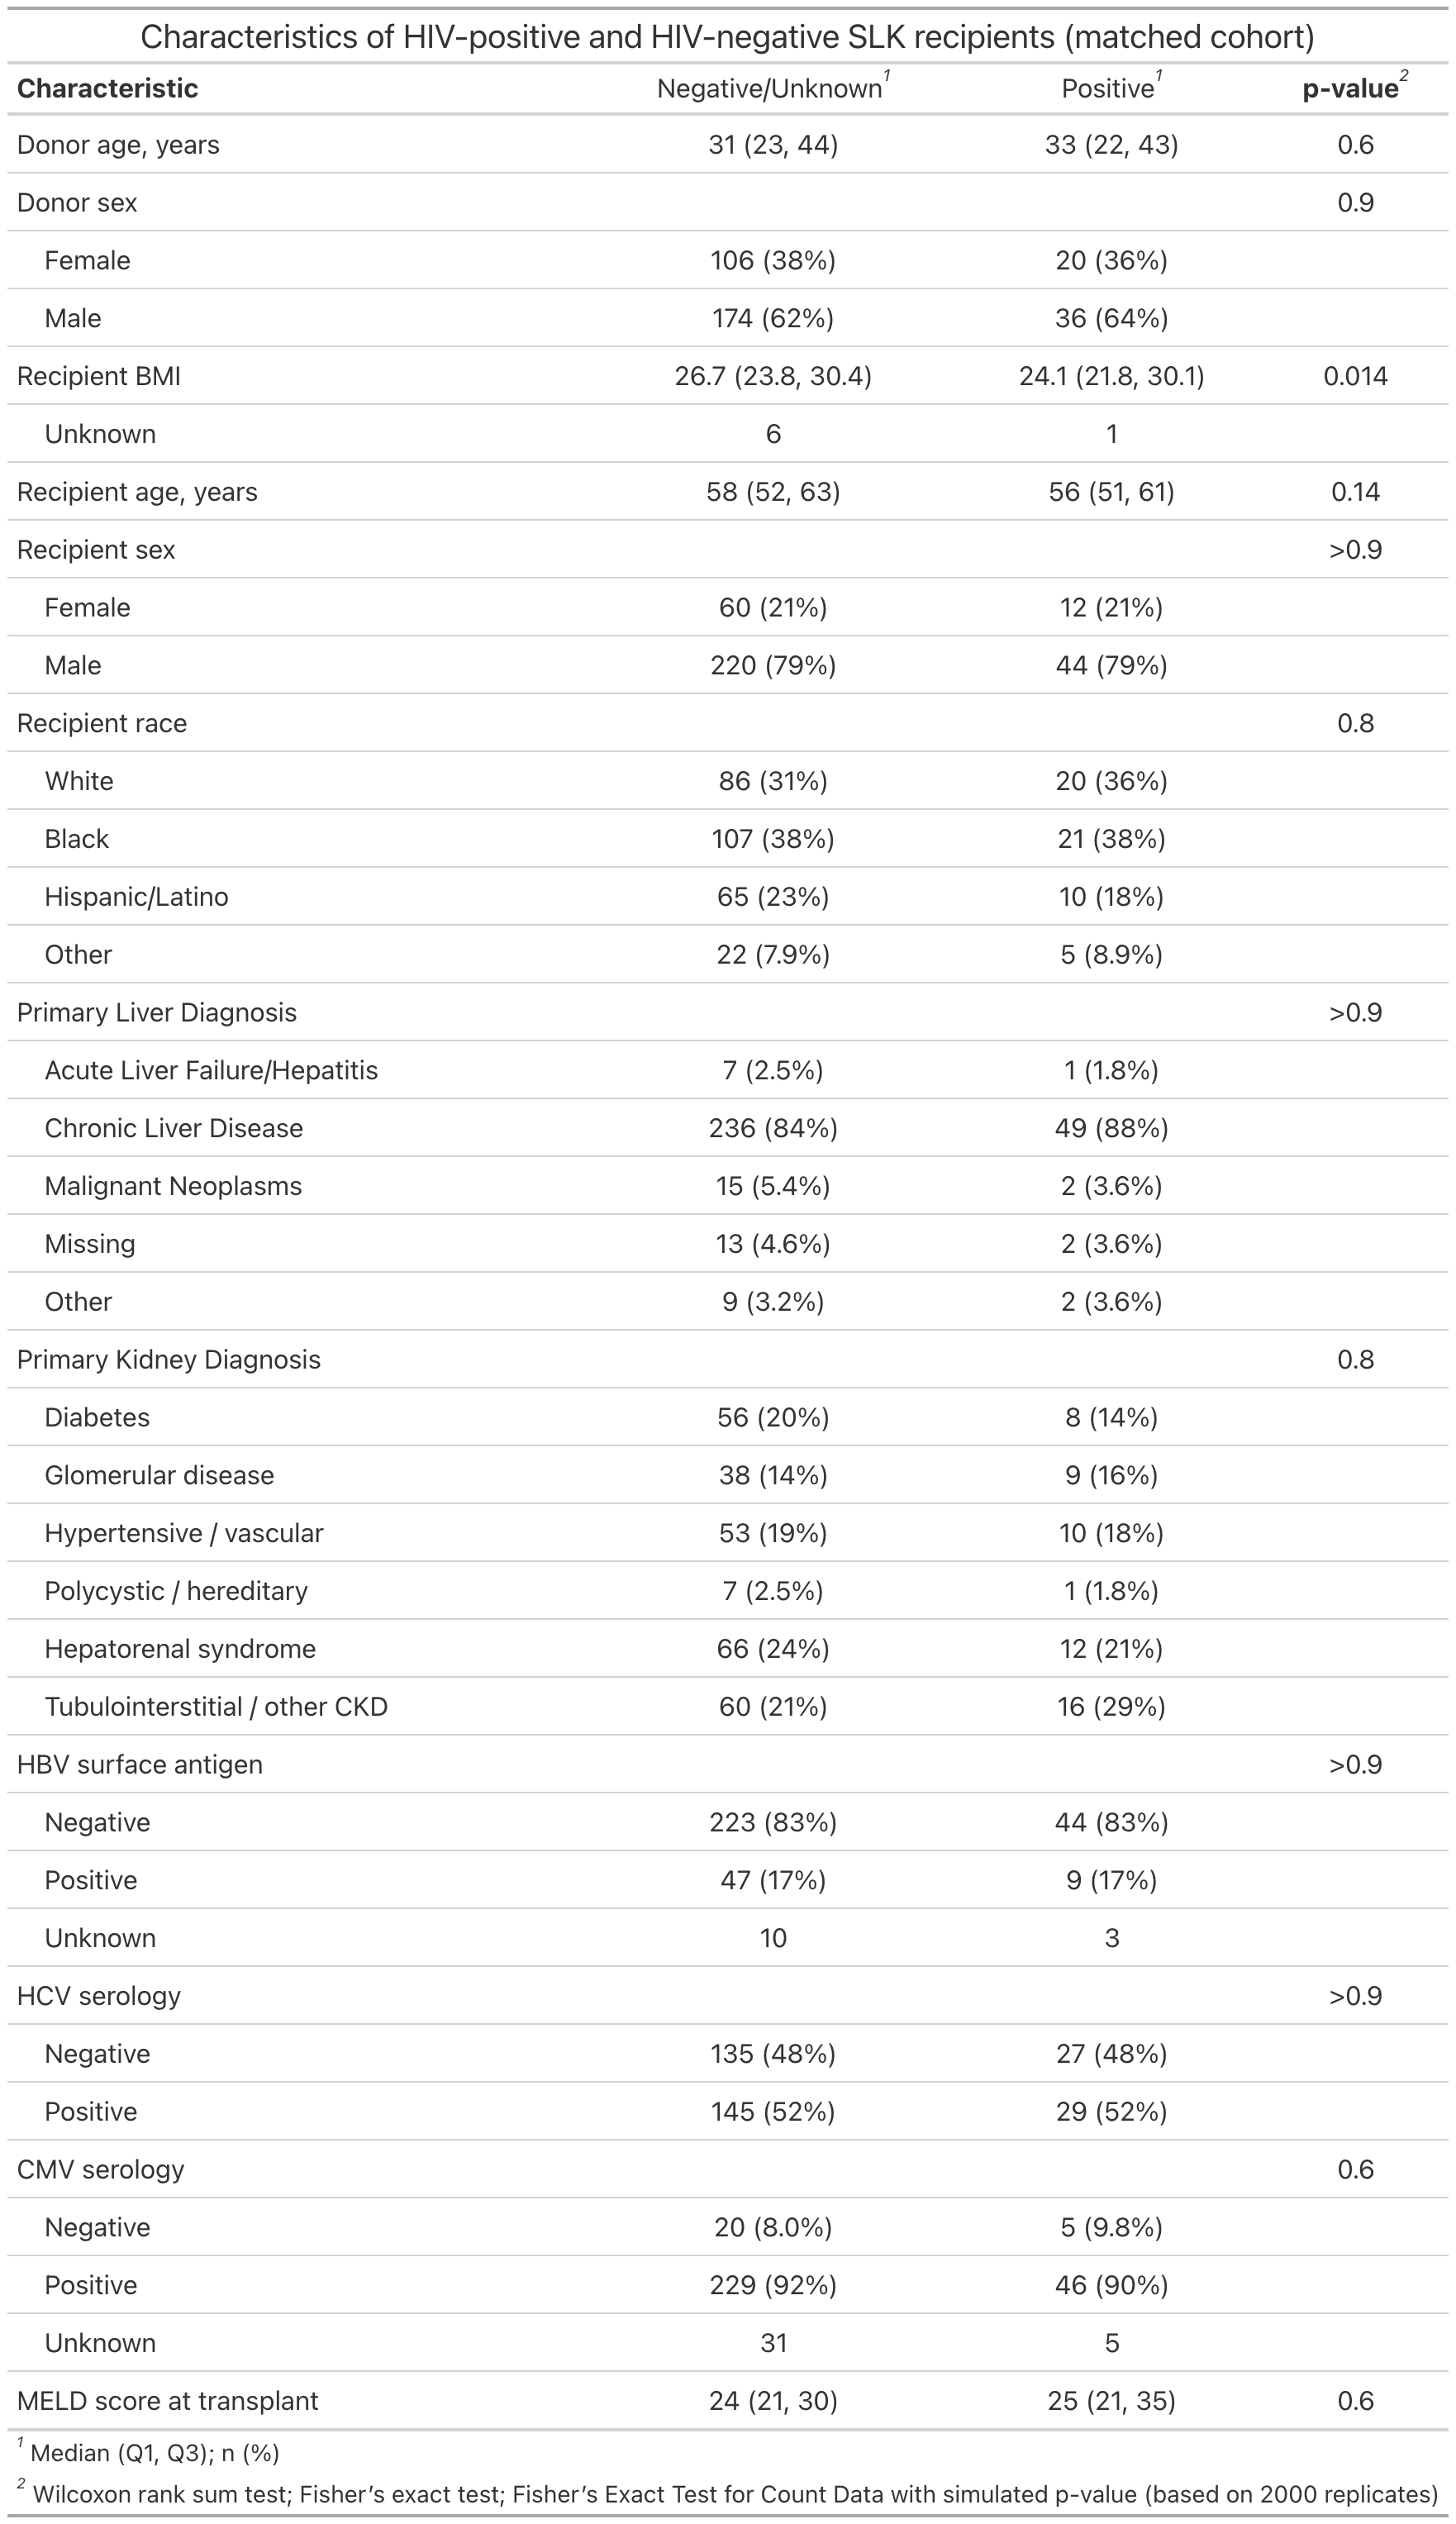 Characteristics of HIV-positive and HIV-negative SLK recipients (matched cohort)
Characteristic Negative/Unknown1 Positive1 p-value2
Donor age, years 31 (23, 44) 33 (22, 43) 0.6
Donor sex 0.9
Female 106 (38%) 20 (36%)
Male 174 (62%) 36 (64%)
Recipient BMI 26.7 (23.8, 30.4) 24.1 (21.8, 30.1) 0.014
Unknown 6 1
Recipient age, years 58 (52, 63) 56 (51, 61) 0.14
Recipient sex >0.9
Female 60 (21%) 12 (21%)
Male 220 (79%) 44 (79%)
Recipient race 0.8
White 86 (31%) 20 (36%)
Black 107 (38%) 21 (38%)
Hispanic/Latino 65 (23%) 10 (18%)
Other 22 (7.9%) 5 (8.9%)
Primary Liver Diagnosis >0.9
Acute Liver Failure/Hepatitis 7 (2.5%) 1 (1.8%)
Chronic Liver Disease 236 (84%) 49 (88%)
Malignant Neoplasms 15 (5.4%) 2 (3.6%)
Missing 13 (4.6%) 2 (3.6%)
Other 9 (3.2%) 2 (3.6%)
Primary Kidney Diagnosis 0.8
Diabetes 56 (20%) 8 (14%)
Glomerular disease 38 (14%) 9 (16%)
Hypertensive / vascular 53 (19%) 10 (18%)
Polycystic / hereditary 7 (2.5%) 1 (1.8%)
Hepatorenal syndrome 66 (24%) 12 (21%)
Tubulointerstitial / other CKD 60 (21%) 16 (29%)
HBV surface antigen >0.9
Negative 223 (83%) 44 (83%)
Positive 47 (17%) 9 (17%)
Unknown 10 3
HCV serology >0.9
Negative 135 (48%) 27 (48%)
Positive 145 (52%) 29 (52%)
CMV serology 0.6
Negative 20 (8.0%) 5 (9.8%)
Positive 229 (92%) 46 (90%)
Unknown 31 5
MELD score at transplant 24 (21, 30) 25 (21, 35) 0.6
1 Median (Q1, Q3); n (%)
2 Wilcoxon rank sum test; Fisher's exact test; Fisher's Exact Test for Count Data with simulated p-value (based on 2000 replicates)